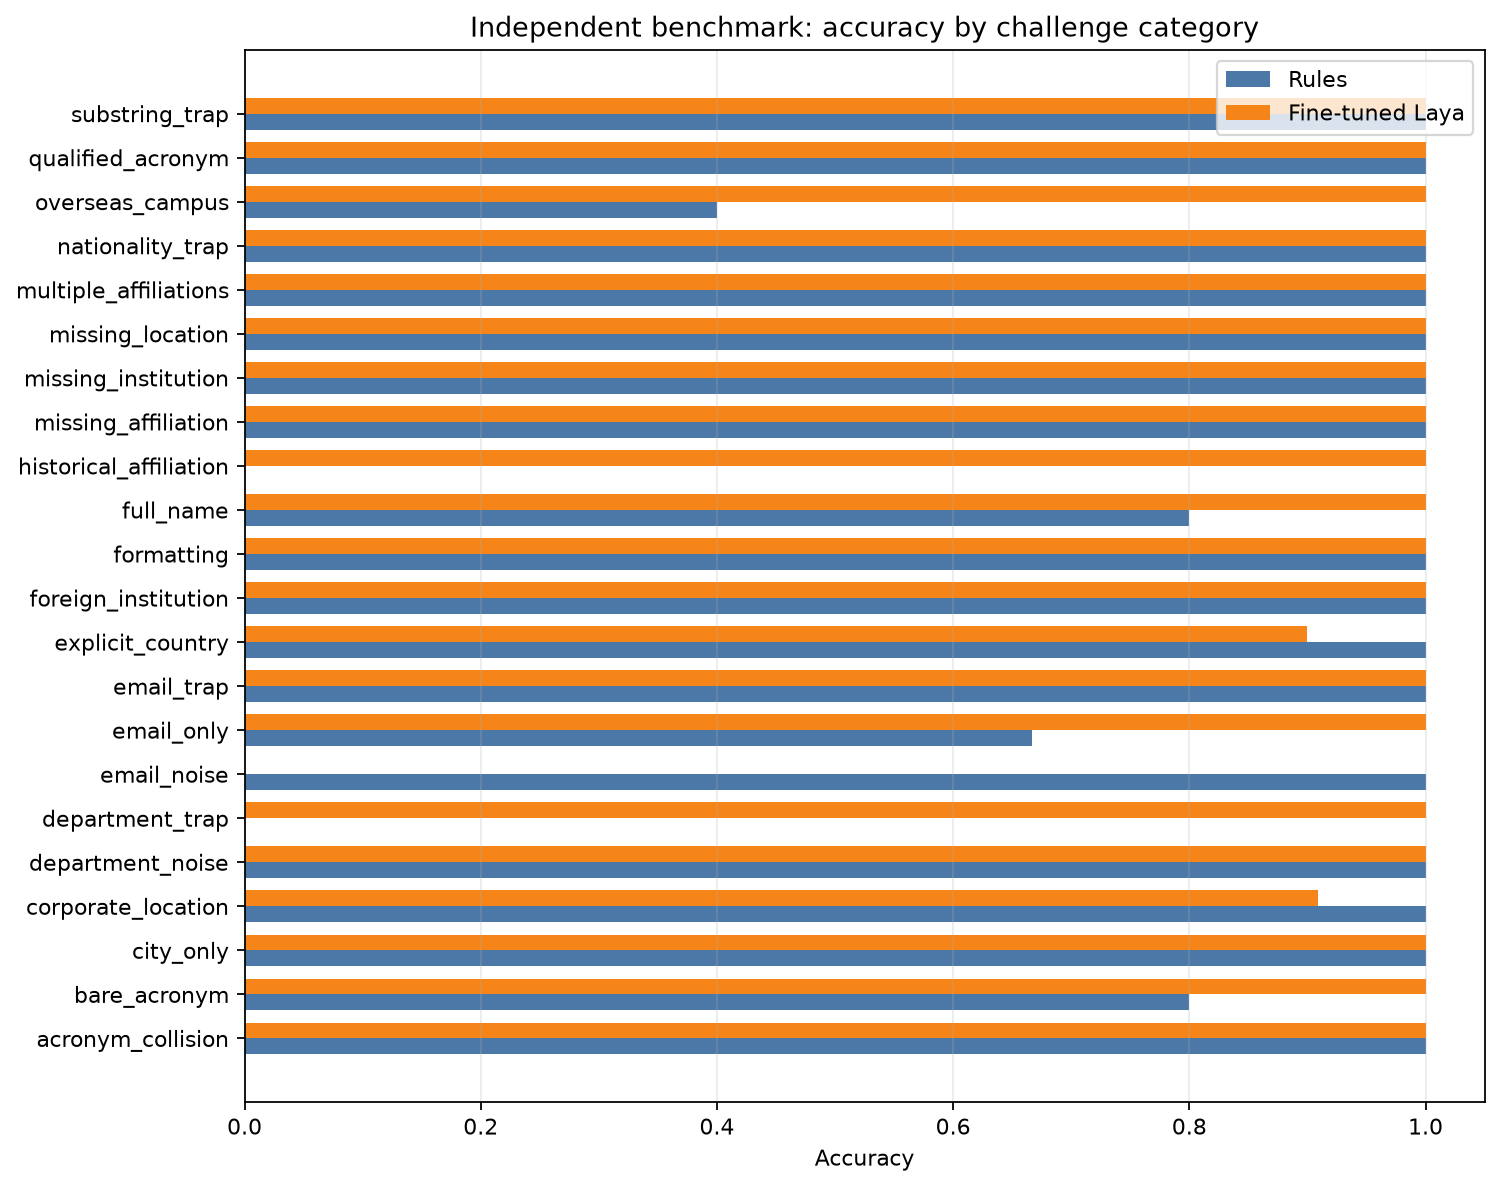 Independent benchmark: accuracy by challenge category
Rules
Fine-tuned Laya
substring_trap
qualified_acronym
overseas_campus
nationality_trap
multiple_affiliations
missing_location
missing_institution
missing_affiliation
historical_affiliation
full_name
formatting
foreign_institution
explicit_country
email_trap
email_only
email_noise
department_trap
department_noise
corporate_location
city_only
bare_acronym
acronym_collision
0.0 0.2 0.4 0.6 0.8 1.0
Accuracy